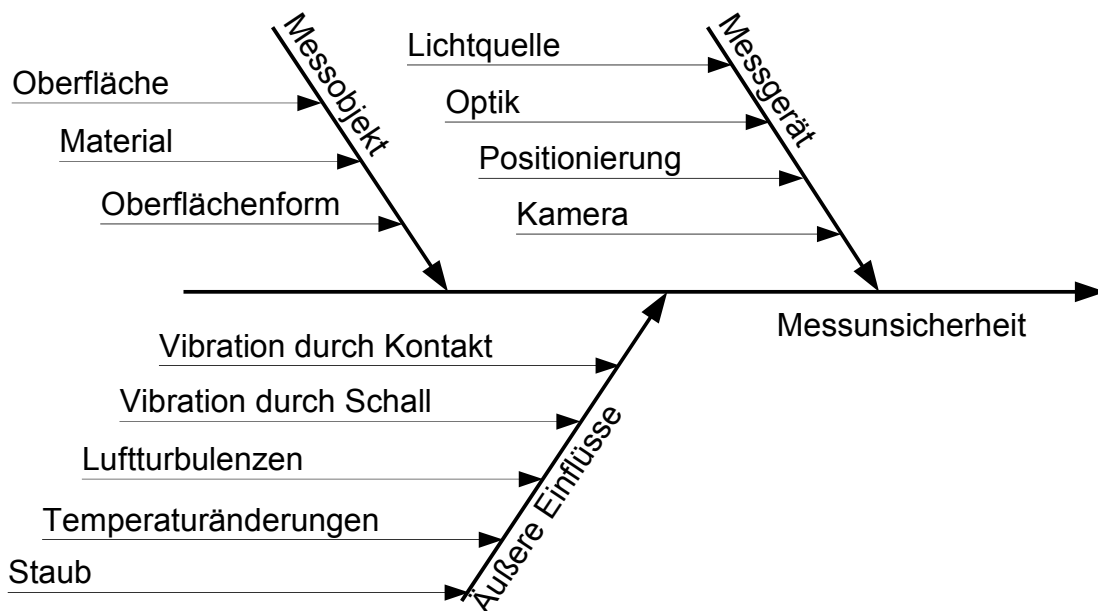 Messobjekt
Oberfläche
Material
Oberflächenform
Messgerät
Lichtquelle
Optik
Positionierung
Kamera
Messunsicherheit
Vibration durch Kontakt
Vibration durch Schall
Luftturbulenzen
Temperaturänderungen
Staub
Äußere Einflüsse